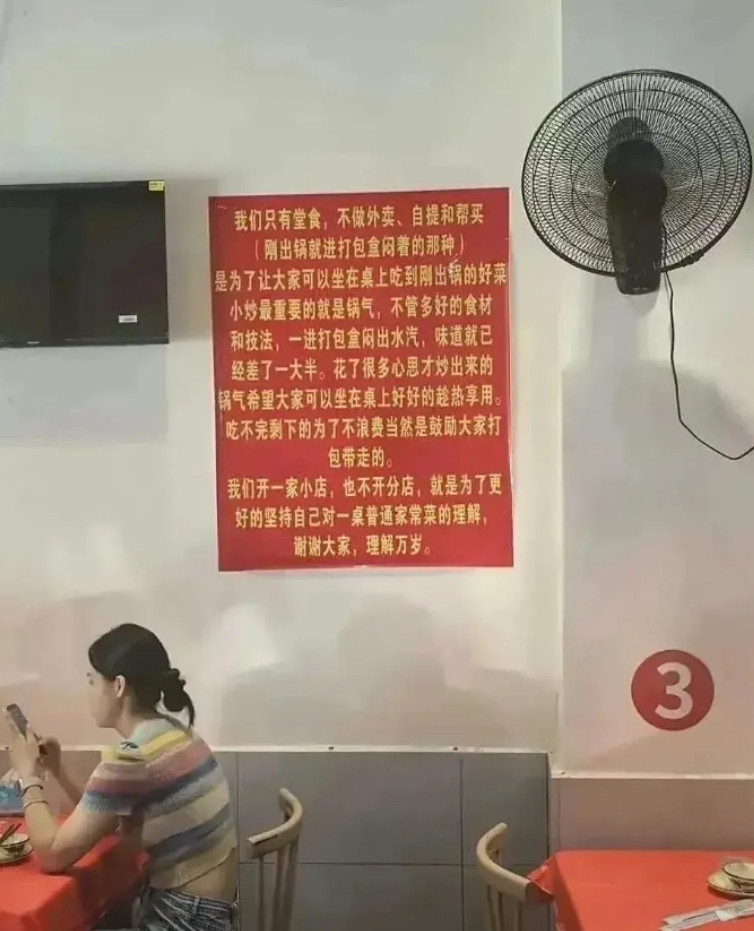 我们只有堂食，不做外卖、自提和帮买
（刚出锅就进打包盒闷着的那种）
是为了让大家可以坐在桌上吃到刚出锅的好菜
小炒最重要的就是锅气，不管多好的食材
和技法，一进打包盒闷出水汽，味道就已
经差了一大半。花了很多心思才炒出来的
锅气希望大家可以坐在桌上好好的趁热享用。
吃不完剩下的为了不浪费当然是鼓励大家打
包带走的。
我们开一家小店，也不开分店，就是为了更
好的坚持自己对一桌普通家常菜的理解，
谢谢大家，理解万岁。
3